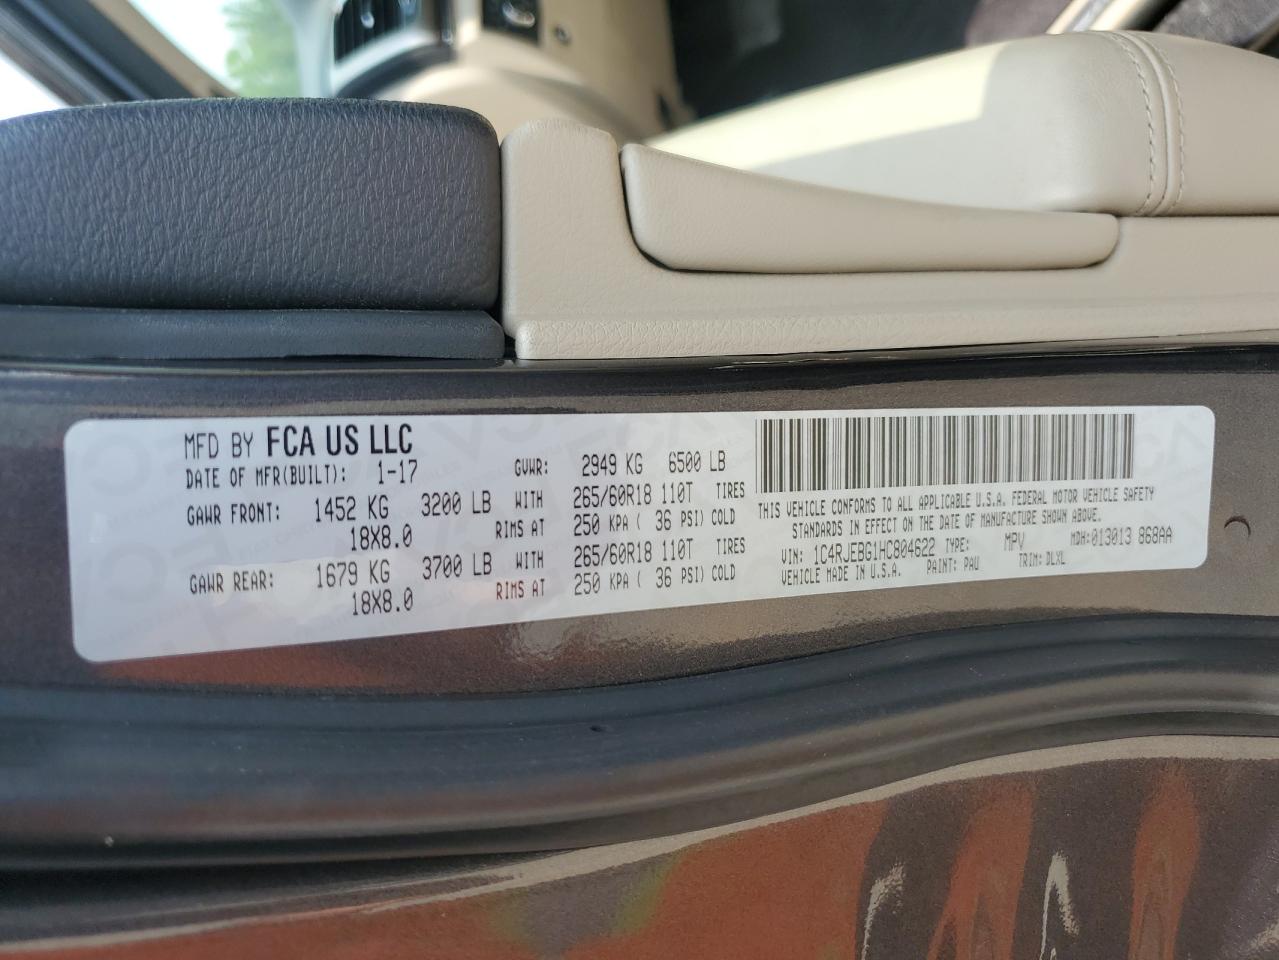 MFD BY FCA US LLC
DATE OF MFR(BUILT): 1-17 GVWR: 2949 KG 6500 LB
GAWR FRONT: 1452 KG 3200 LB WITH 265/60R18 110T TIRES
18X8.0 RIMS AT 250 KPA ( 36 PSI) COLD
GAWR REAR: 1679 KG 3700 LB WITH 265/60R18 110T TIRES
18X8.0 RIMS AT 250 KPA ( 36 PSI) COLD
THIS VEHICLE CONFORMS TO ALL APPLICABLE U.S.A. FEDERAL MOTOR VEHICLE SAFETY
STANDARDS IN EFFECT ON THE DATE OF MANUFACTURE SHOWN ABOVE.
VIN: 1C4RJEBG1HC804622 TYPE: MPV MDH:013013 868AA
VEHICLE MADE IN U.S.A. PAINT: PAU TRIM: DLXL